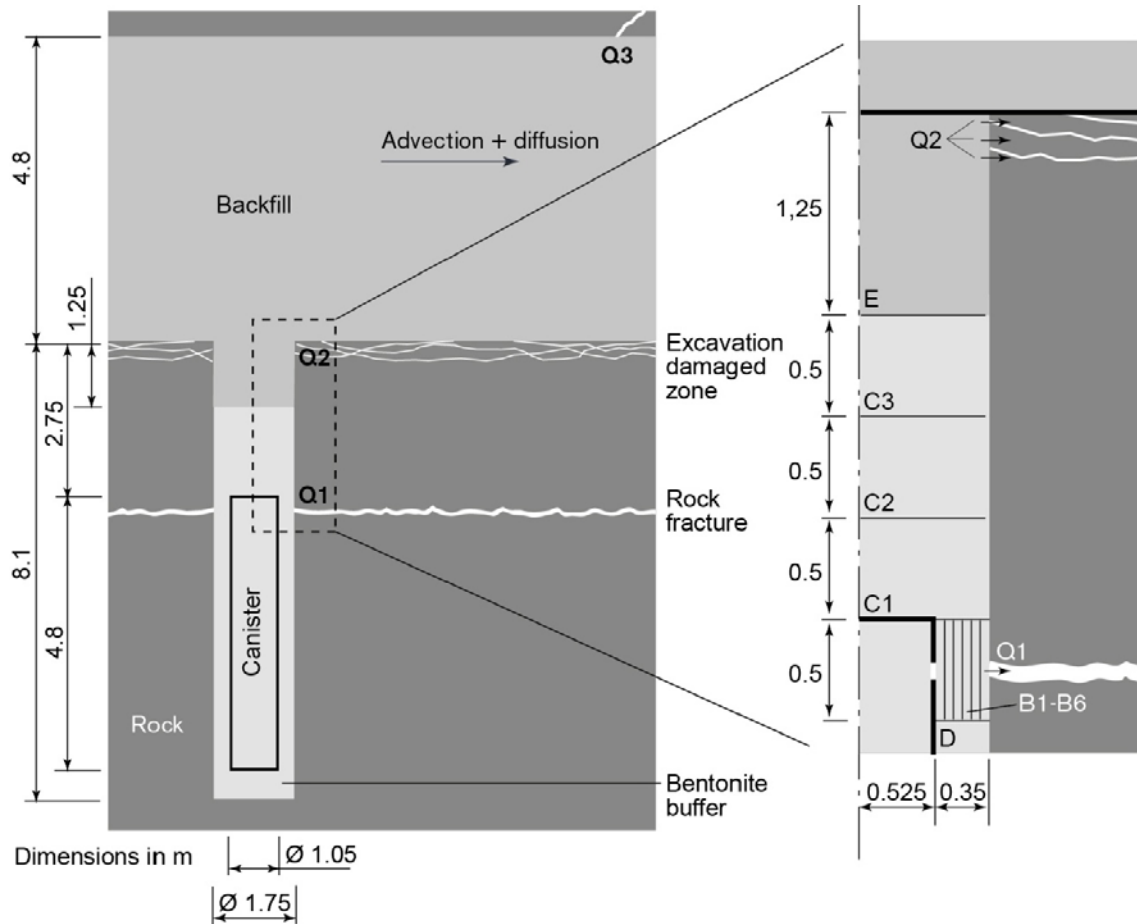 Q3
4.8
Advection + diffusion
Backfill
1.25
Q2
Excavation
damaged
zone
2.75
Q1
Rock
fracture
8.1
4.8
Canister
Rock
Bentonite
buffer
Dimensions in m
Ø 1.05
Ø 1.75
Q2
1,25
E
0.5
C3
0.5
C2
0.5
C1
0.5
Q1
B1-B6
D
0.525
0.35